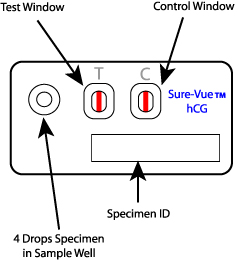 Test Window
Control Window
T
C
Sure-Vue™
hCG
Specimen ID
4 Drops Specimen
in Sample Well